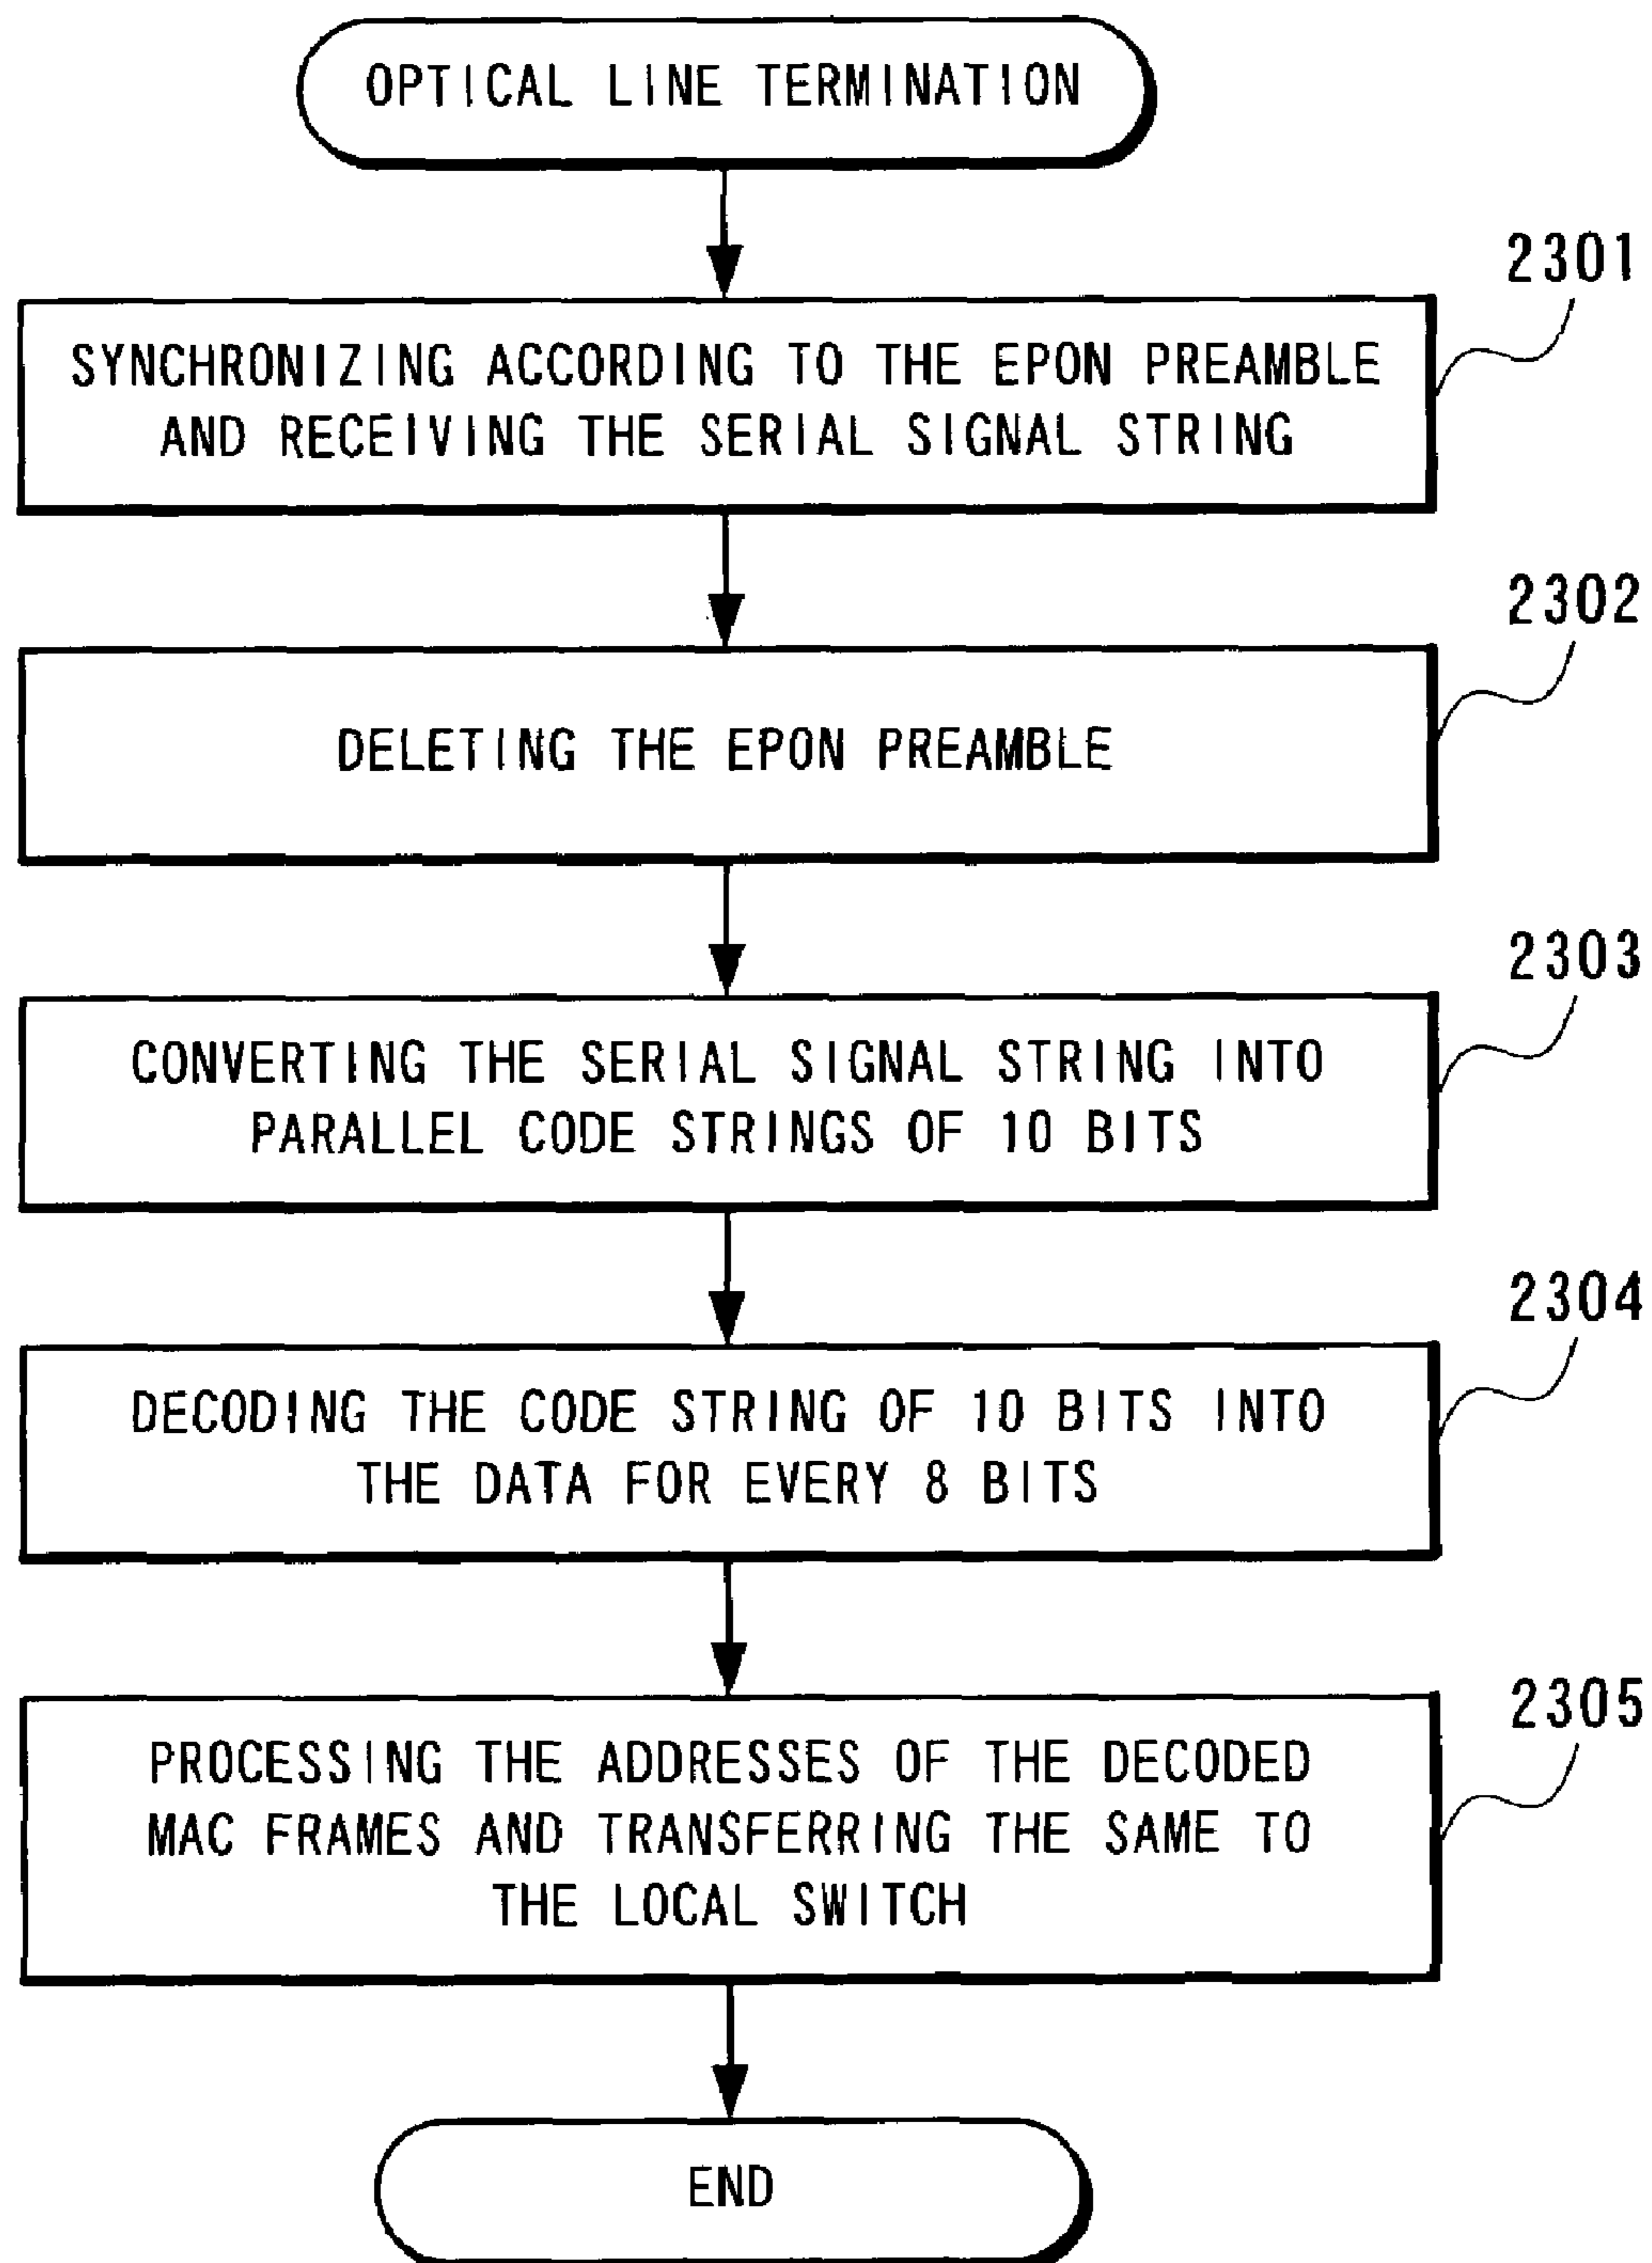 OPTICAL LINE TERMINATION
2301
SYNCHRONIZING ACCORDING TO THE EPON PREAMBLE
AND RECEIVING THE SERIAL SIGNAL STRING
2302
DELETING THE EPON PREAMBLE
2303
CONVERTING THE SERIAL SIGNAL STRING INTO
PARALLEL CODE STRINGS OF 10 BITS
2304
DECODING THE CODE STRING OF 10 BITS INTO
THE DATA FOR EVERY 8 BITS
2305
PROCESSING THE ADDRESSES OF THE DECODED
MAC FRAMES AND TRANSFERRING THE SAME TO
THE LOCAL SWITCH
END